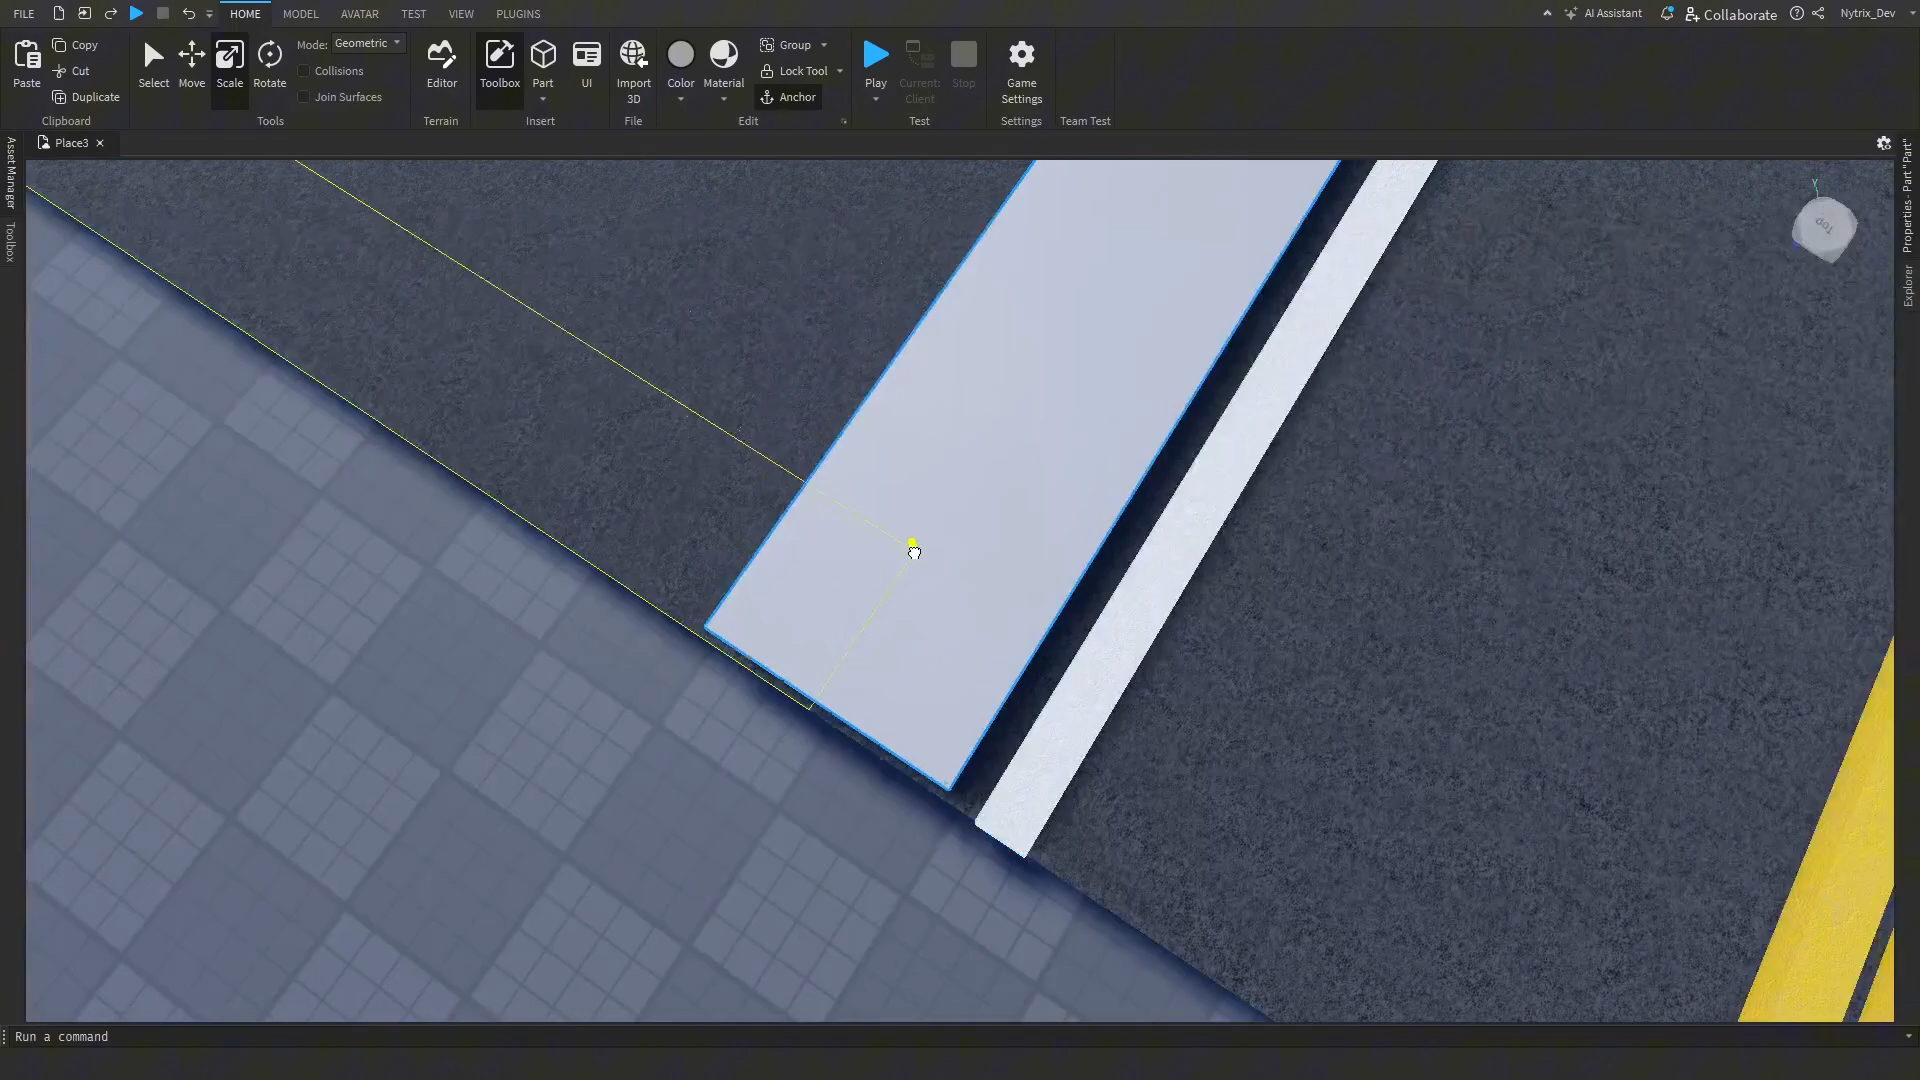 FILE HOME MODEL AVATAR TEST VIEW PLUGINS AI Assistant Collaborate Nytrix_Dev
Paste
Copy
Cut
Duplicate
Clipboard
Select Move Scale Rotate
Mode: Geometric
Collisions
Join Surfaces
Tools
Editor
Terrain
Toolbox Part UI
Insert
Import
3D
File
Color Material
Group
Lock Tool
Anchor
Edit
Play
Current:
Client
Stop
Test
Game
Settings
Settings
Team Test
Place3
Asset Manager
Toolbox
Y
Top
Properties - Part "Part"
Explorer
Run a command